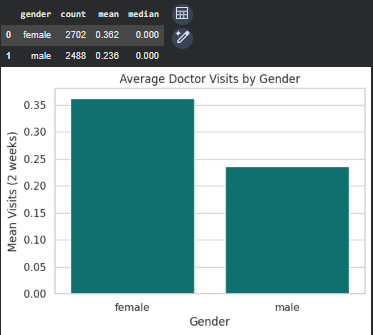 gender count mean median
0 female 2702 0.362 0.000
1 male 2488 0.236 0.000
Average Doctor Visits by Gender
Mean Visits (2 weeks)
0.35
0.30
0.25
0.20
0.15
0.10
0.05
0.00
female male
Gender